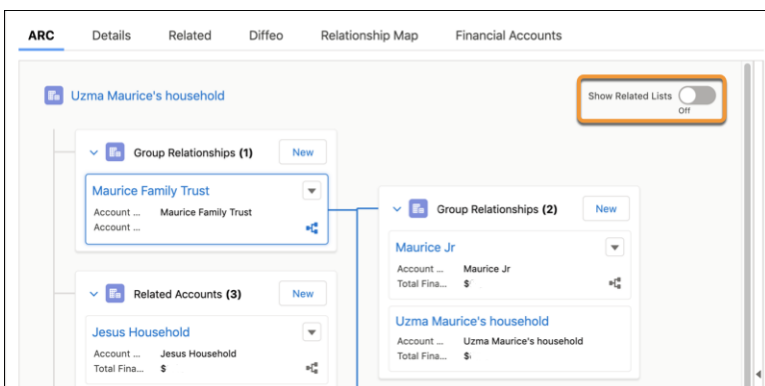 ARC Details Related Diffeo Relationship Map Financial Accounts
Uzma Maurice's household
Show Related Lists
Off
Group Relationships (1) New
Maurice Family Trust
Account ... Maurice Family Trust
Account ...
Group Relationships (2) New
Maurice Jr
Account ... Maurice Jr
Total Fina... $
Uzma Maurice's household
Account ... Uzma Maurice's household
Total Fina... $
Related Accounts (3) New
Jesus Household
Account ... Jesus Household
Total Fina... $